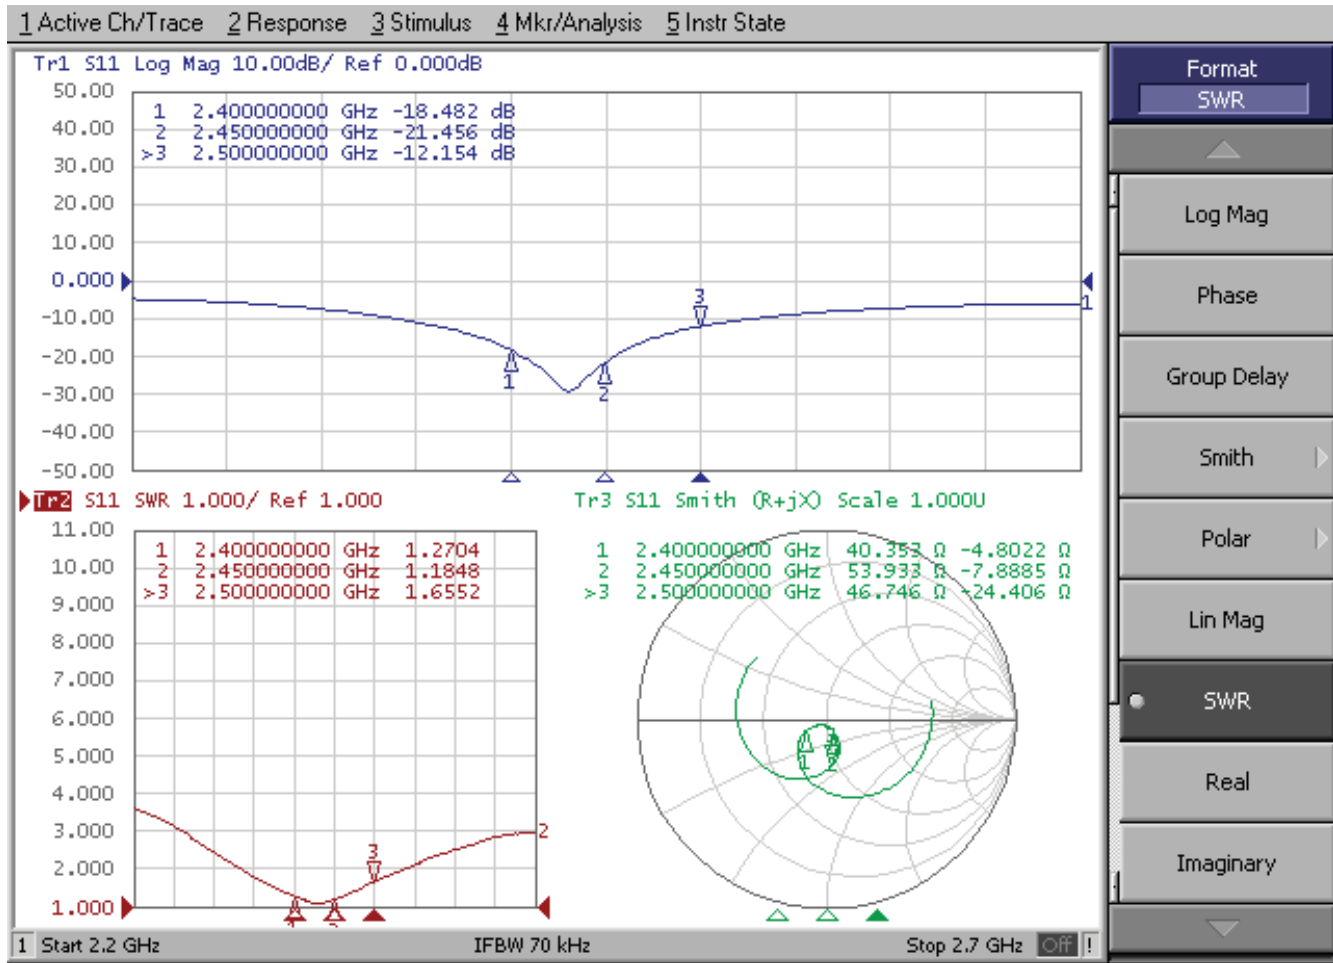 1 Active Ch/Trace 2 Response 3 Stimulus 4 Mkr/Analysis 5 Instr State
Tr1 S11 Log Mag 10.00dB/ Ref 0.000dB
50.00
40.00
30.00
20.00
10.00
0.000
-10.00
-20.00
-30.00
-40.00
-50.00
1 2.400000000 GHz -18.482 dB
2 2.450000000 GHz -21.456 dB
>3 2.500000000 GHz -12.154 dB
1
2
3
1
Tr2 S11 SWR 1.000/ Ref 1.000
11.00
10.00
9.000
8.000
7.000
6.000
5.000
4.000
3.000
2.000
1.000
1 2.400000000 GHz 1.2704
2 2.450000000 GHz 1.1848
>3 2.500000000 GHz 1.6552
3
2
Tr3 S11 Smith (R+jX) Scale 1.000U
1 2.400000000 GHz 40.353 Ω -4.8022 Ω
2 2.450000000 GHz 53.933 Ω -7.8885 Ω
>3 2.500000000 GHz 46.746 Ω -24.406 Ω
1
2
1 Start 2.2 GHz IFBW 70 kHz Stop 2.7 GHz Off !
Format
SWR
Log Mag
Phase
Group Delay
Smith
Polar
Lin Mag
SWR
Real
Imaginary